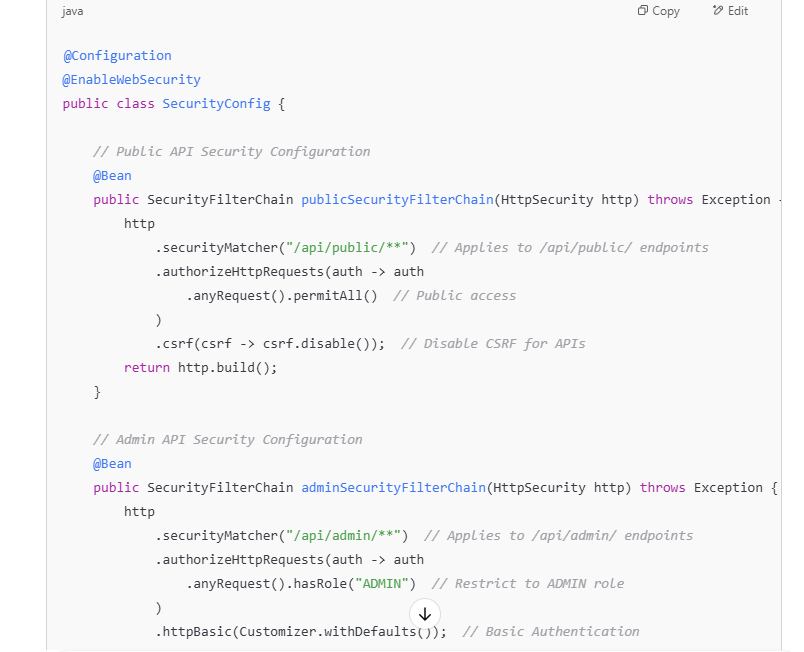 java
Copy
Edit
@Configuration
@EnableWebSecurity
public class SecurityConfig {
// Public API Security Configuration
@Bean
public SecurityFilterChain publicSecurityFilterChain(HttpSecurity http) throws Exception
http
.securityMatcher("/api/public/**")  // Applies to /api/public/ endpoints
.authorizeHttpRequests(auth -> auth
.anyRequest().permitAll()  // Public access
)
.csrf(csrf -> csrf.disable());  // Disable CSRF for APIs
return http.build();
}
// Admin API Security Configuration
@Bean
public SecurityFilterChain adminSecurityFilterChain(HttpSecurity http) throws Exception {
http
.securityMatcher("/api/admin/**")  // Applies to /api/admin/ endpoints
.authorizeHttpRequests(auth -> auth
.anyRequest().hasRole("ADMIN")  // Restrict to ADMIN role
)
.httpBasic(Customizer.withDefaults());  // Basic Authentication